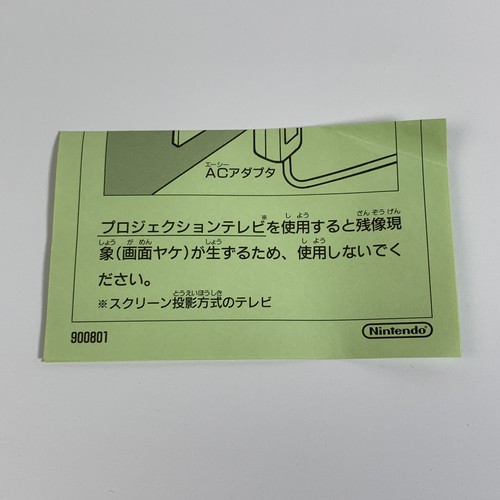 エーシー
ACアダプタ
しよう ざんぞうげん
プロジェクションテレビ※を使用すると残像現
しょう がめん しょう しよう
象(画面ヤケ)が生ずるため、使用しないでく
ださい。
とうえいほうしき
※スクリーン投影方式のテレビ
900801
Nintendo